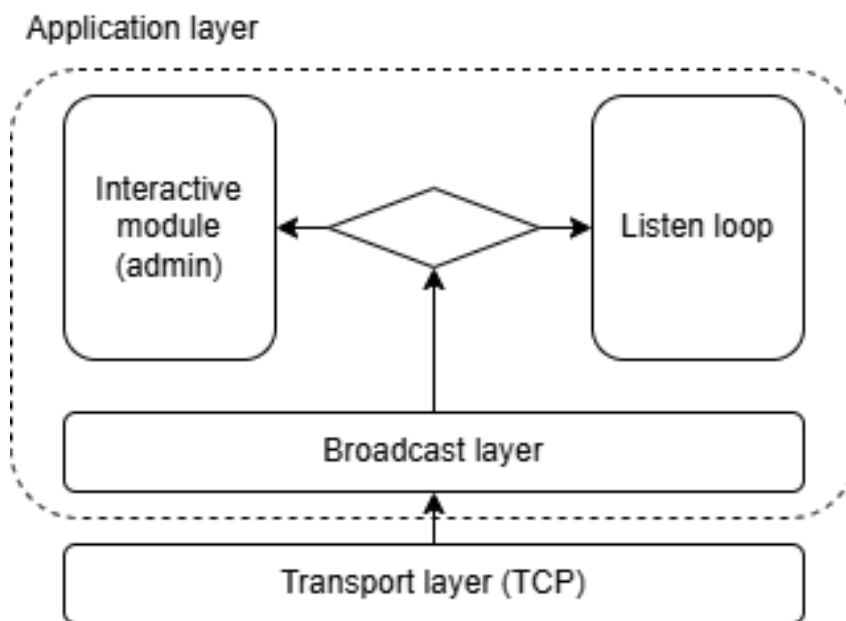 Application layer
Interactive
module
(admin)
Listen loop
Broadcast layer
Transport layer (TCP)